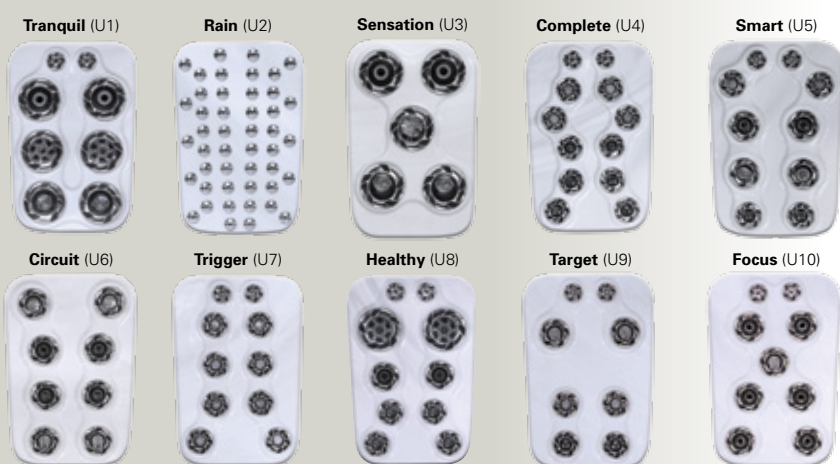 Tranquil (U1)
Rain (U2)
Sensation (U3)
Complete (U4)
Smart (U5)
Circuit (U6)
Trigger (U7)
Healthy (U8)
Target (U9)
Focus (U10)